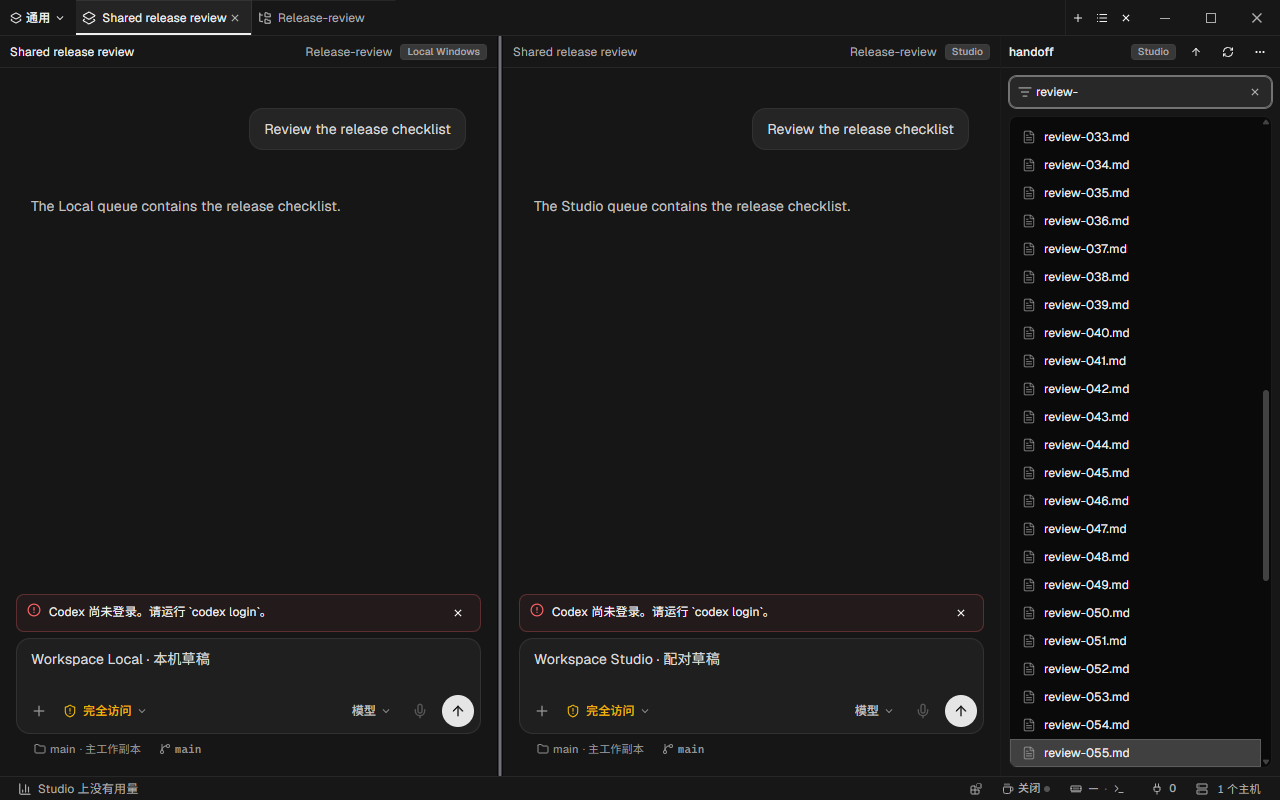 通用
Shared release review
Release-review
Shared release review
Release-review
Local Windows
Review the release checklist
The Local queue contains the release checklist.
Codex 尚未登录。请运行 `codex login`。
Workspace Local · 本机草稿
完全访问
模型
main · 主工作副本
main
Shared release review
Release-review
Studio
Review the release checklist
The Studio queue contains the release checklist.
Codex 尚未登录。请运行 `codex login`。
Workspace Studio · 配对草稿
完全访问
模型
main · 主工作副本
main
handoff
Studio
review-
review-033.md
review-034.md
review-035.md
review-036.md
review-037.md
review-038.md
review-039.md
review-040.md
review-041.md
review-042.md
review-043.md
review-044.md
review-045.md
review-046.md
review-047.md
review-048.md
review-049.md
review-050.md
review-051.md
review-052.md
review-053.md
review-054.md
review-055.md
Studio 上没有用量
关闭
0
1 个主机